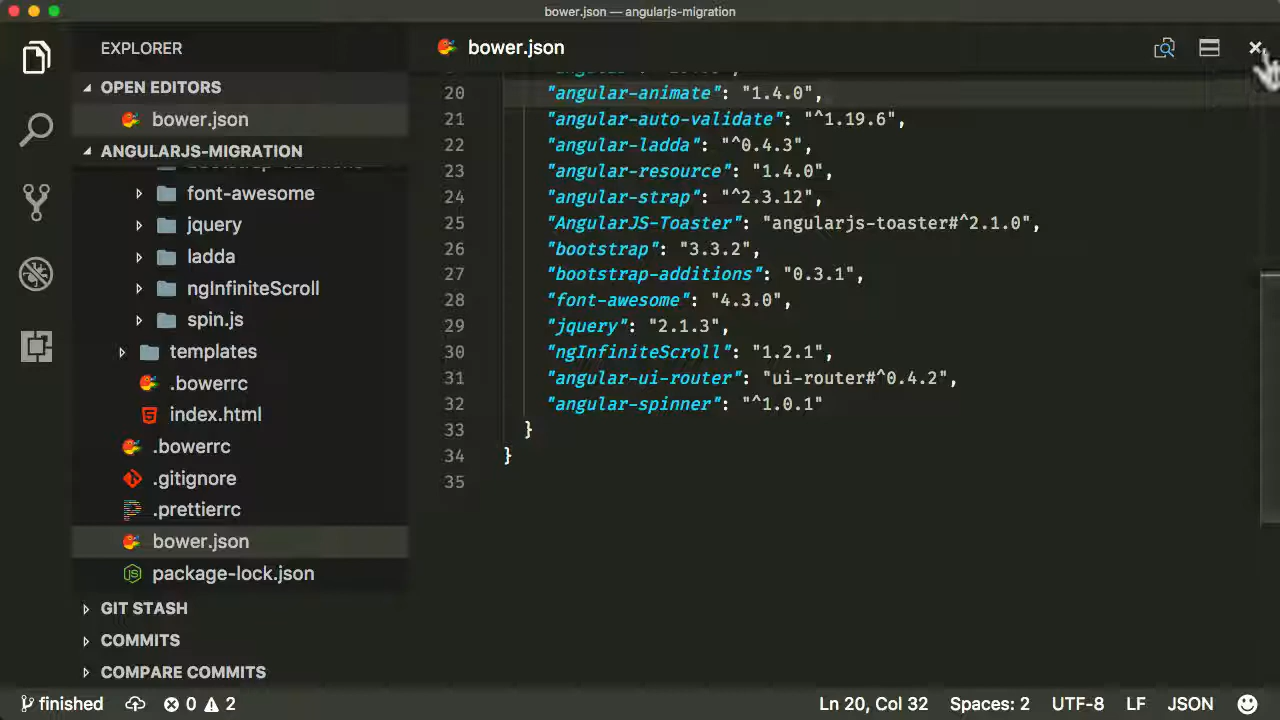 bower.json — angularjs-migration
EXPLORER
OPEN EDITORS
bower.json
ANGULARJS-MIGRATION
font-awesome
jquery
ladda
ngInfiniteScroll
spin.js
templates
.bowerrc
index.html
.bowerrc
.gitignore
.prettierrc
bower.json
package-lock.json
GIT STASH
COMMITS
COMPARE COMMITS
bower.json
20 "angular-animate": "1.4.0",
21 "angular-auto-validate": "^1.19.6",
22 "angular-ladda": "^0.4.3",
23 "angular-resource": "1.4.0",
24 "angular-strap": "^2.3.12",
25 "AngularJS-Toaster": "angularjs-toaster#^2.1.0",
26 "bootstrap": "3.3.2",
27 "bootstrap-additions": "0.3.1",
28 "font-awesome": "4.3.0",
29 "jquery": "2.1.3",
30 "ngInfiniteScroll": "1.2.1",
31 "angular-ui-router": "ui-router#^0.4.2",
32 "angular-spinner": "^1.0.1"
33 }
34 }
35
finished 0 2 Ln 20, Col 32 Spaces: 2 UTF-8 LF JSON